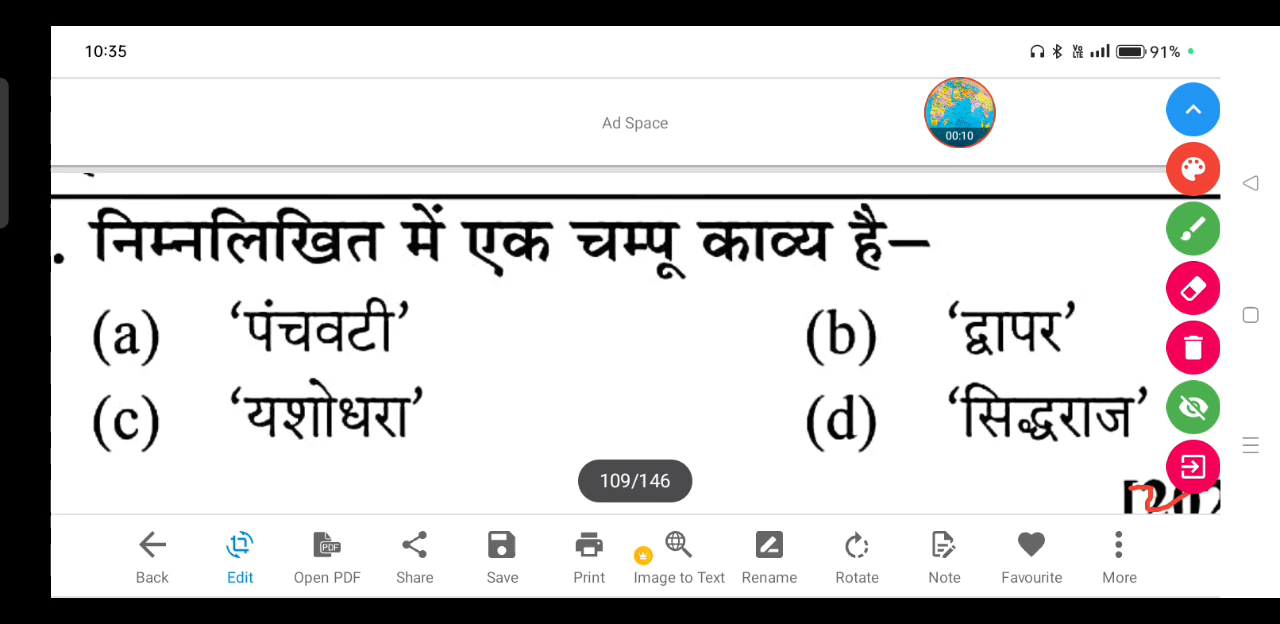 10:35
91%
Ad Space
00:10
. निम्नलिखित में एक चम्पू काव्य है–
(a) ‘पंचवटी’ (b) ‘द्वापर’
(c) ‘यशोधरा’ (d) ‘सिद्धराज’
109/146
Back Edit Open PDF Share Save Print Image to Text Rename Rotate Note Favourite More